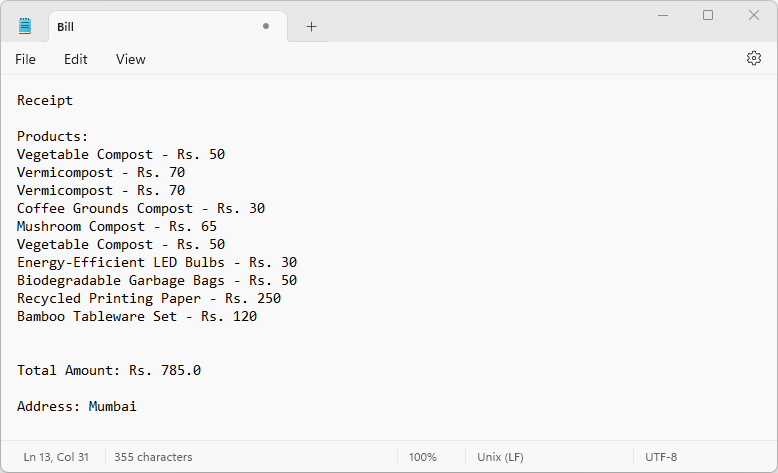 Bill
File Edit View
Receipt
Products:
Vegetable Compost - Rs. 50
Vermicompost - Rs. 70
Vermicompost - Rs. 70
Coffee Grounds Compost - Rs. 30
Mushroom Compost - Rs. 65
Vegetable Compost - Rs. 50
Energy-Efficient LED Bulbs - Rs. 30
Biodegradable Garbage Bags - Rs. 50
Recycled Printing Paper - Rs. 250
Bamboo Tableware Set - Rs. 120
Total Amount: Rs. 785.0
Address: Mumbai
Ln 13, Col 31 355 characters 100% Unix (LF) UTF-8